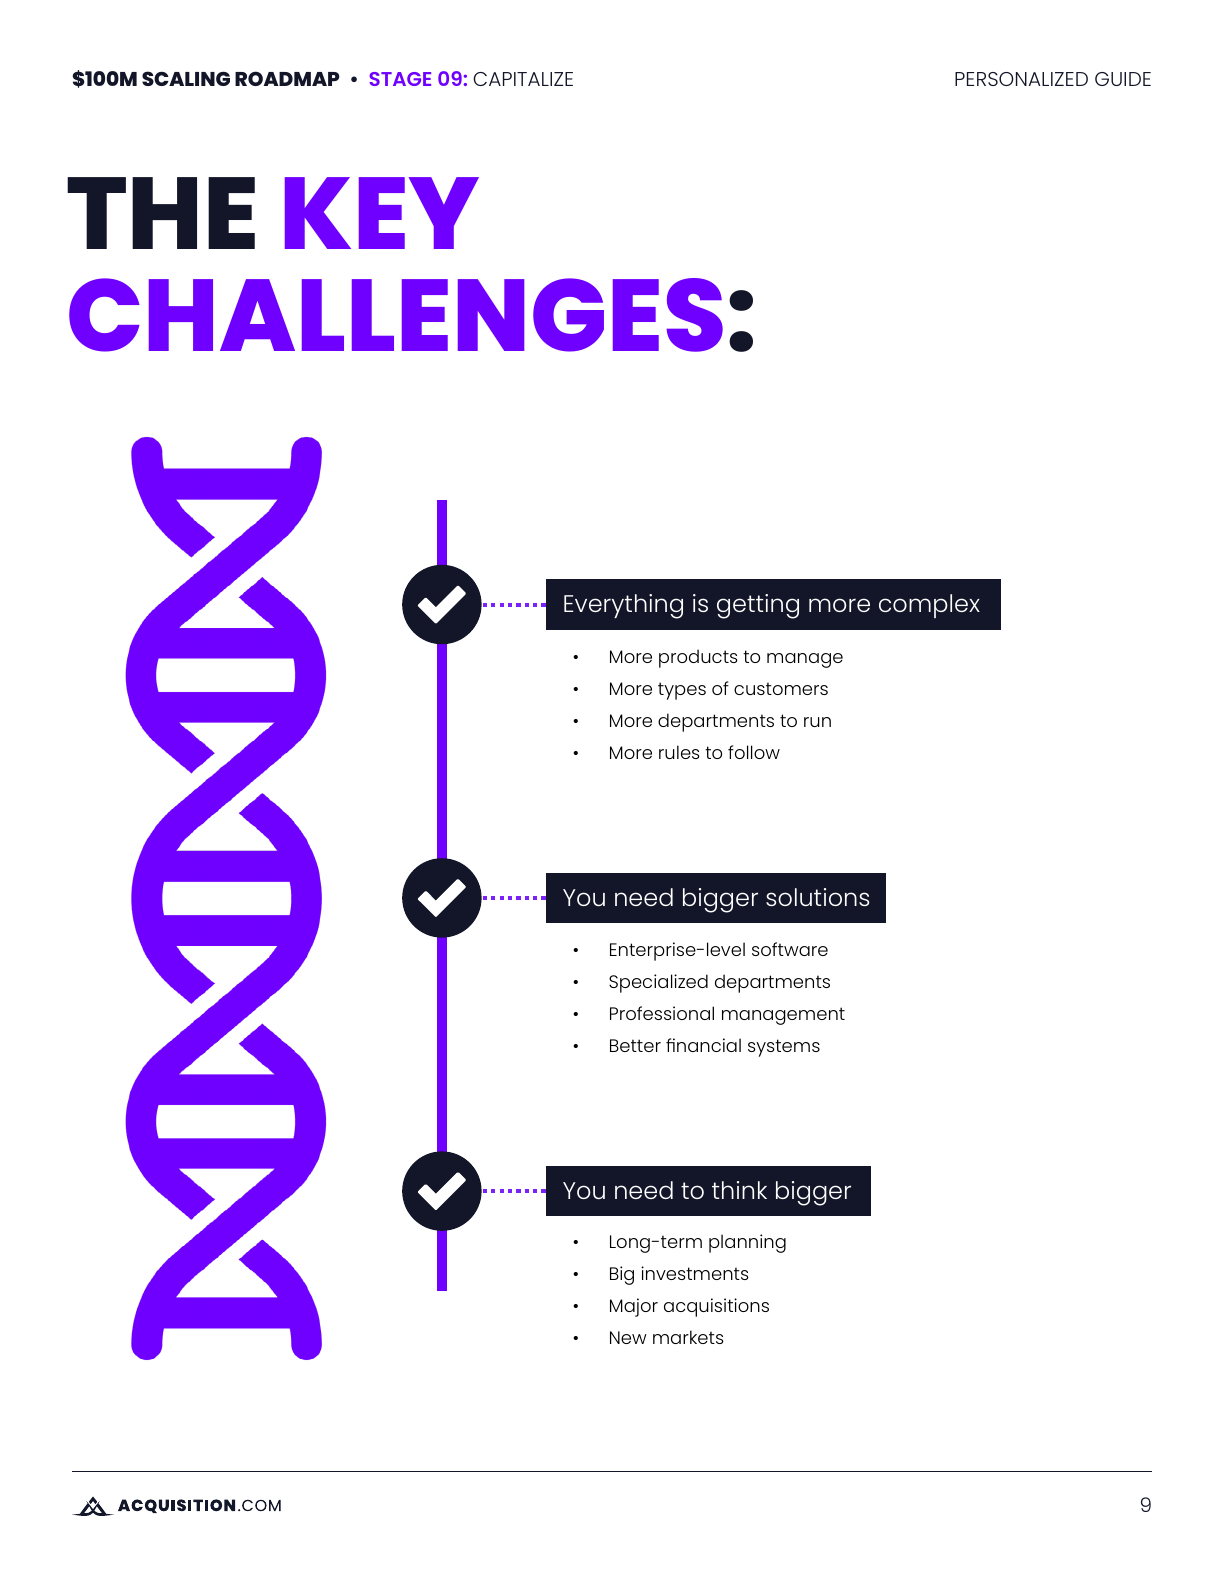 $100M SCALING ROADMAP • STAGE 09: CAPITALIZE
PERSONALIZED GUIDE
THE KEY
CHALLENGES:
Everything is getting more complex
• More products to manage
• More types of customers
• More departments to run
• More rules to follow
You need bigger solutions
• Enterprise-level software
• Specialized departments
• Professional management
• Better financial systems
You need to think bigger
• Long-term planning
• Big investments
• Major acquisitions
• New markets
ACQUISITION.COM
9